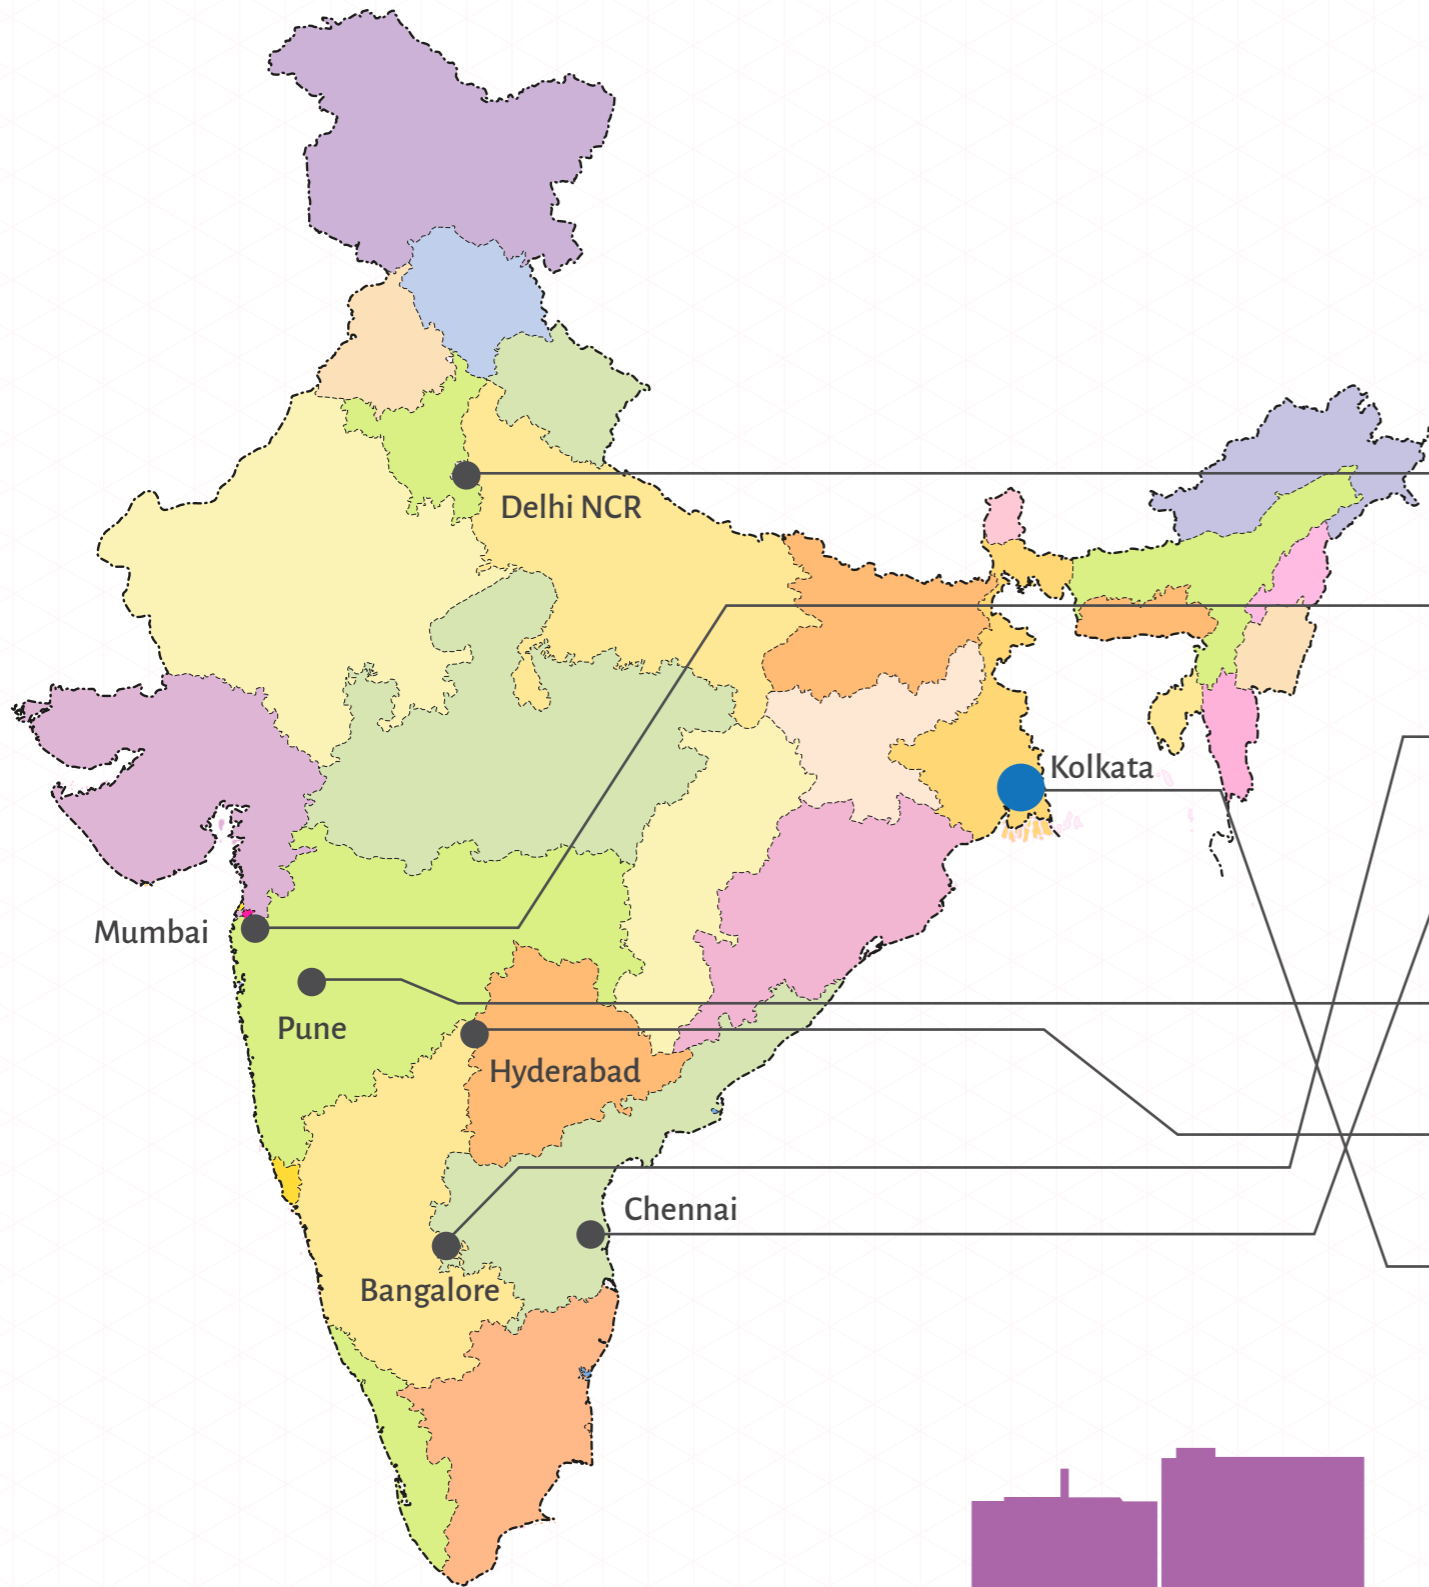 Delhi NCR
Kolkata
Mumbai
Pune
Hyderabad
Chennai
Bangalore